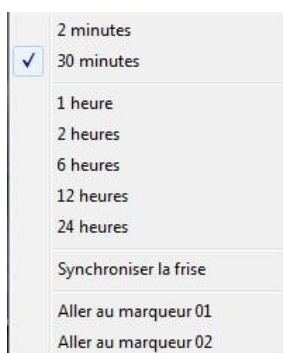 2 minutes
30 minutes
1 heure
2 heures
6 heures
12 heures
24 heures
Synchroniser la frise
Aller au marqueur 01
Aller au marqueur 02